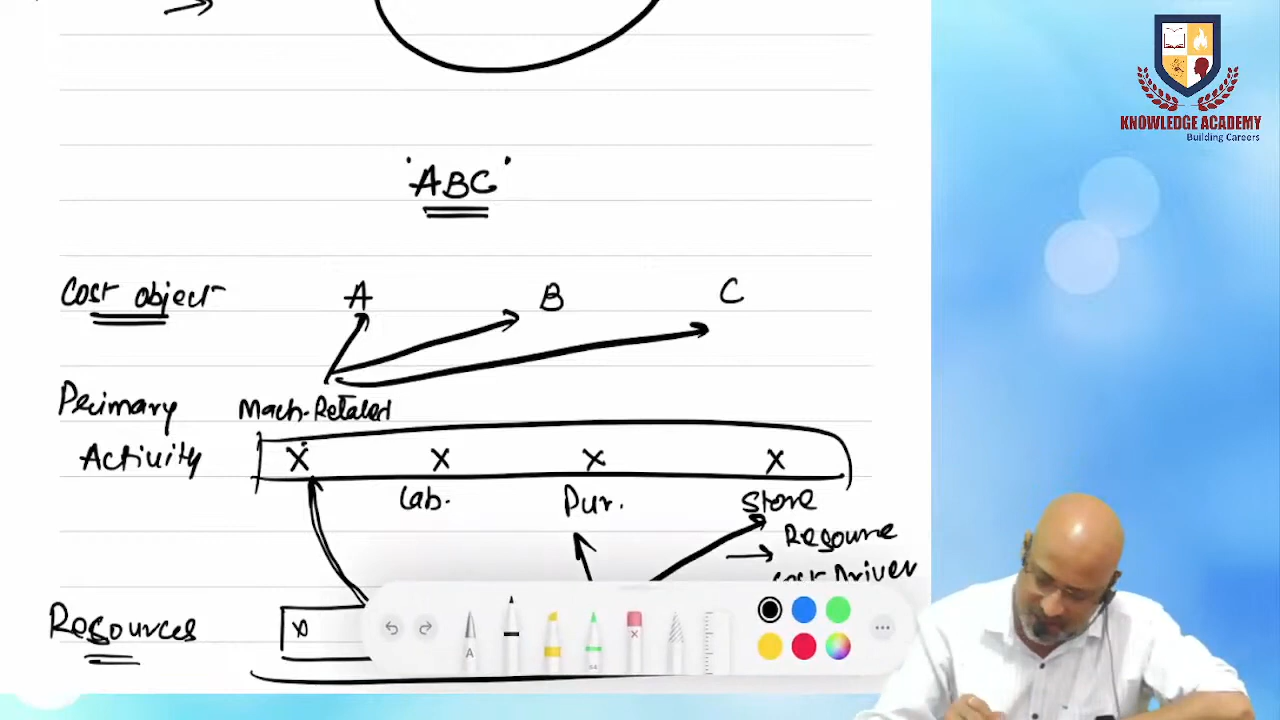 KNOWLEDGE ACADEMY
Building Careers
'ABC'
Cost object A B C
Primary Mach. Related
Activity X X X X
Lab. Pur. Store
→ Resource
Cost Driver
Resources X
A